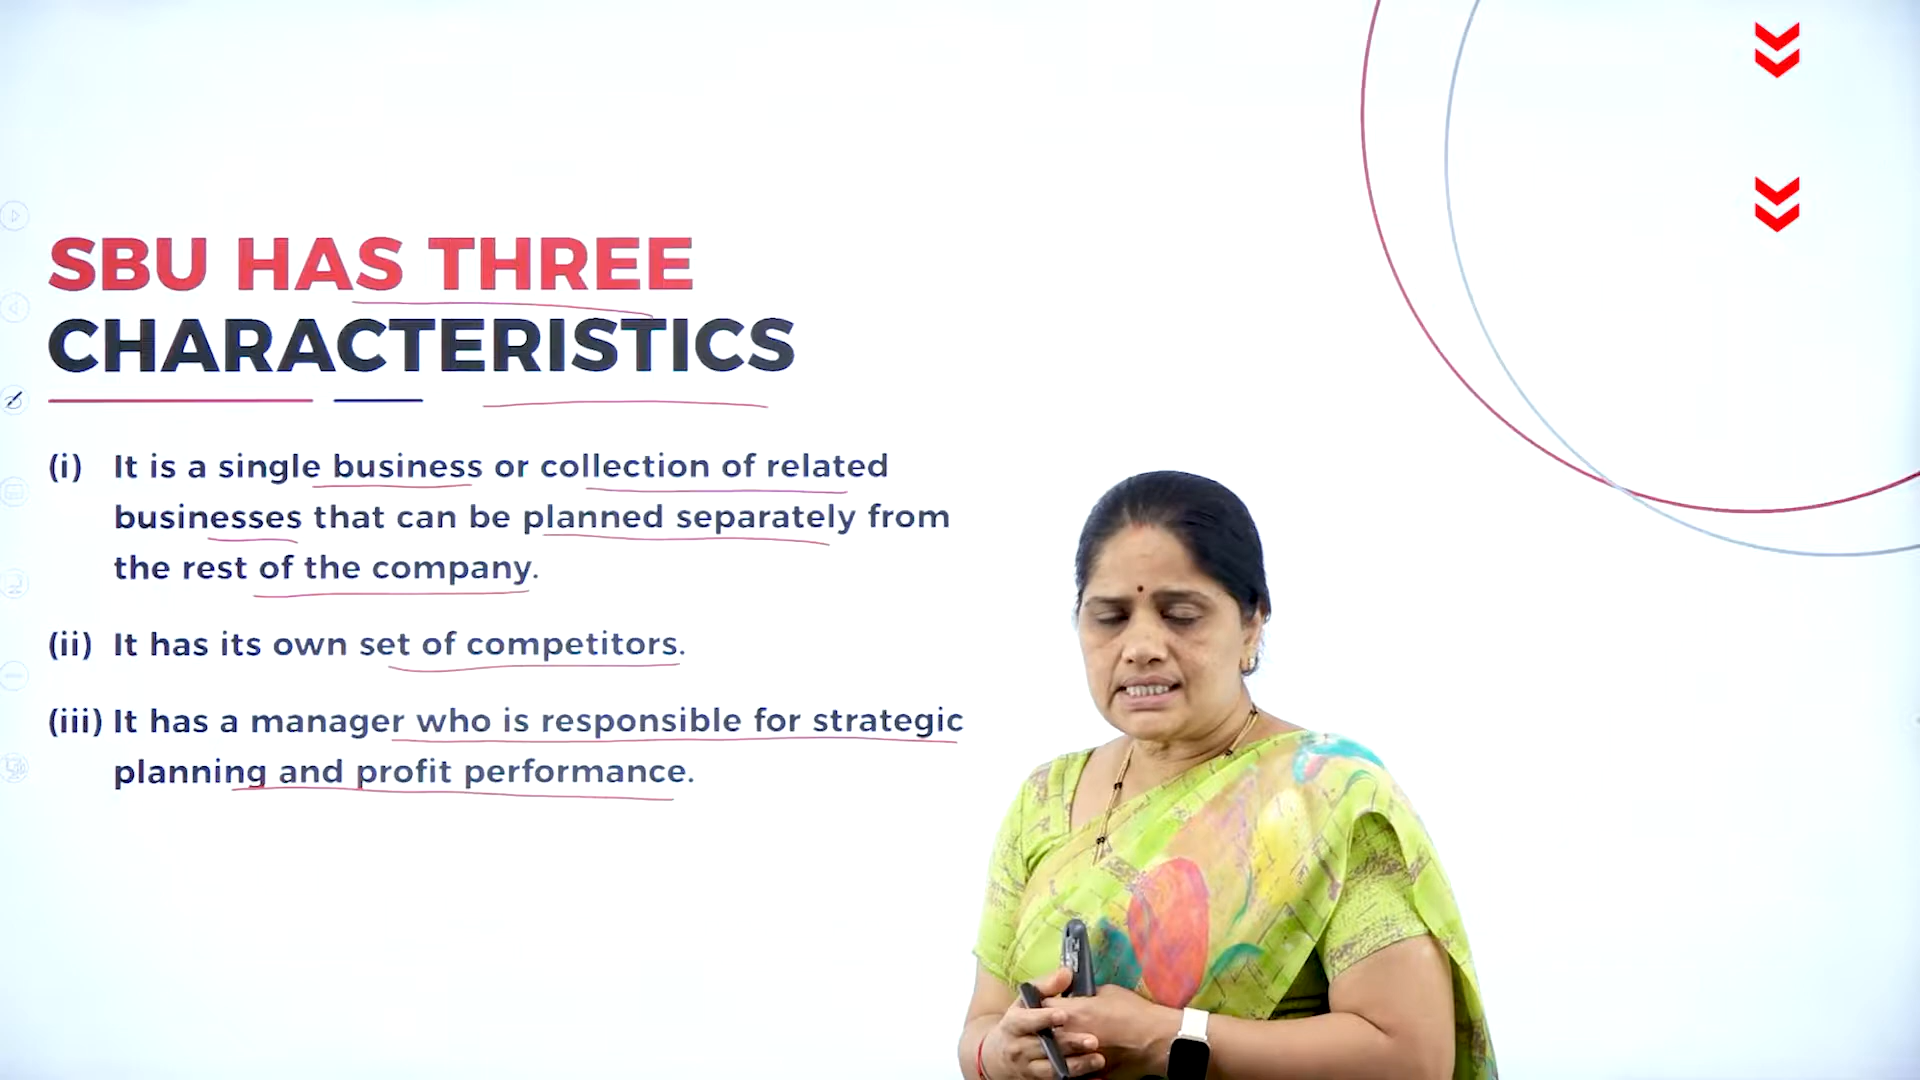 SBU HAS THREE
CHARACTERISTICS
(i) It is a single business or collection of related
businesses that can be planned separately from
the rest of the company.
(ii) It has its own set of competitors.
(iii) It has a manager who is responsible for strategic
planning and profit performance.